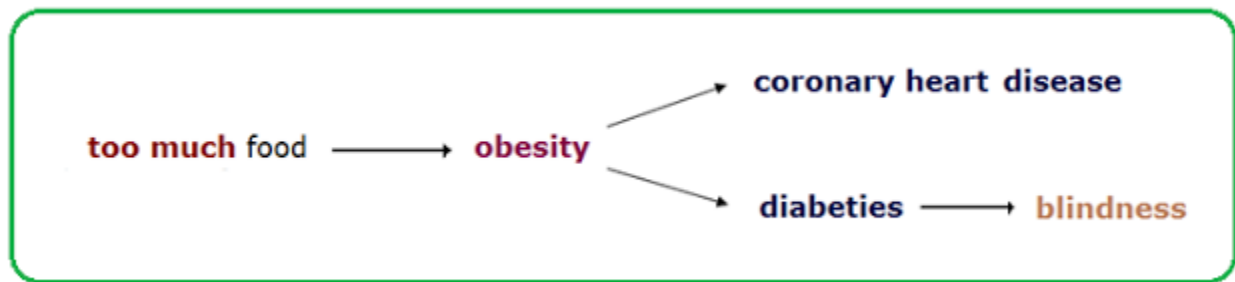 coronary heart disease
too much food
obesity
diabeties
blindness